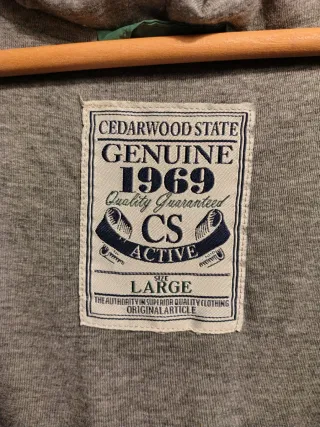 CEDARWOOD STATE
GENUINE
1969
Quality Guaranteed
CS
ACTIVE
SIZE
LARGE
THE AUTHORITY IN SUPERIOR QUALITY CLOTHING
ORIGINAL ARTICLE